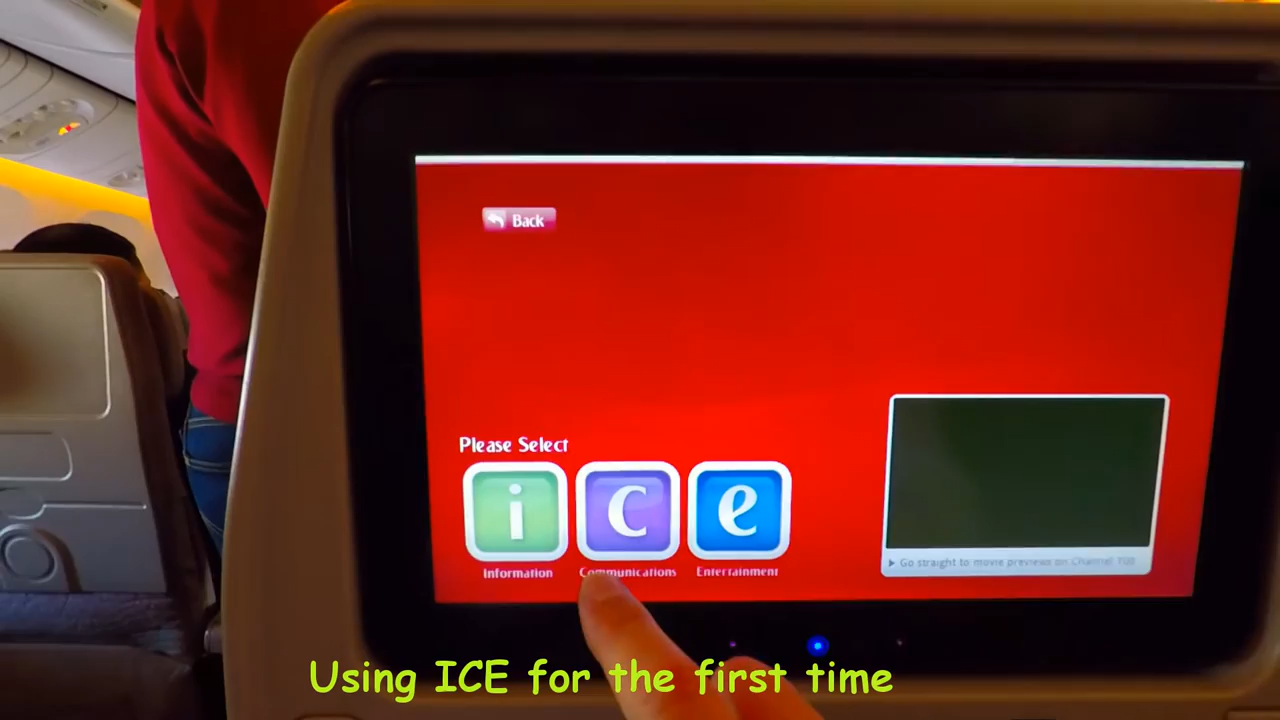 Back
Please Select
i c e
Information Communications Entertainment
Go straight to movie previews on Channel 100
Using ICE for the first time